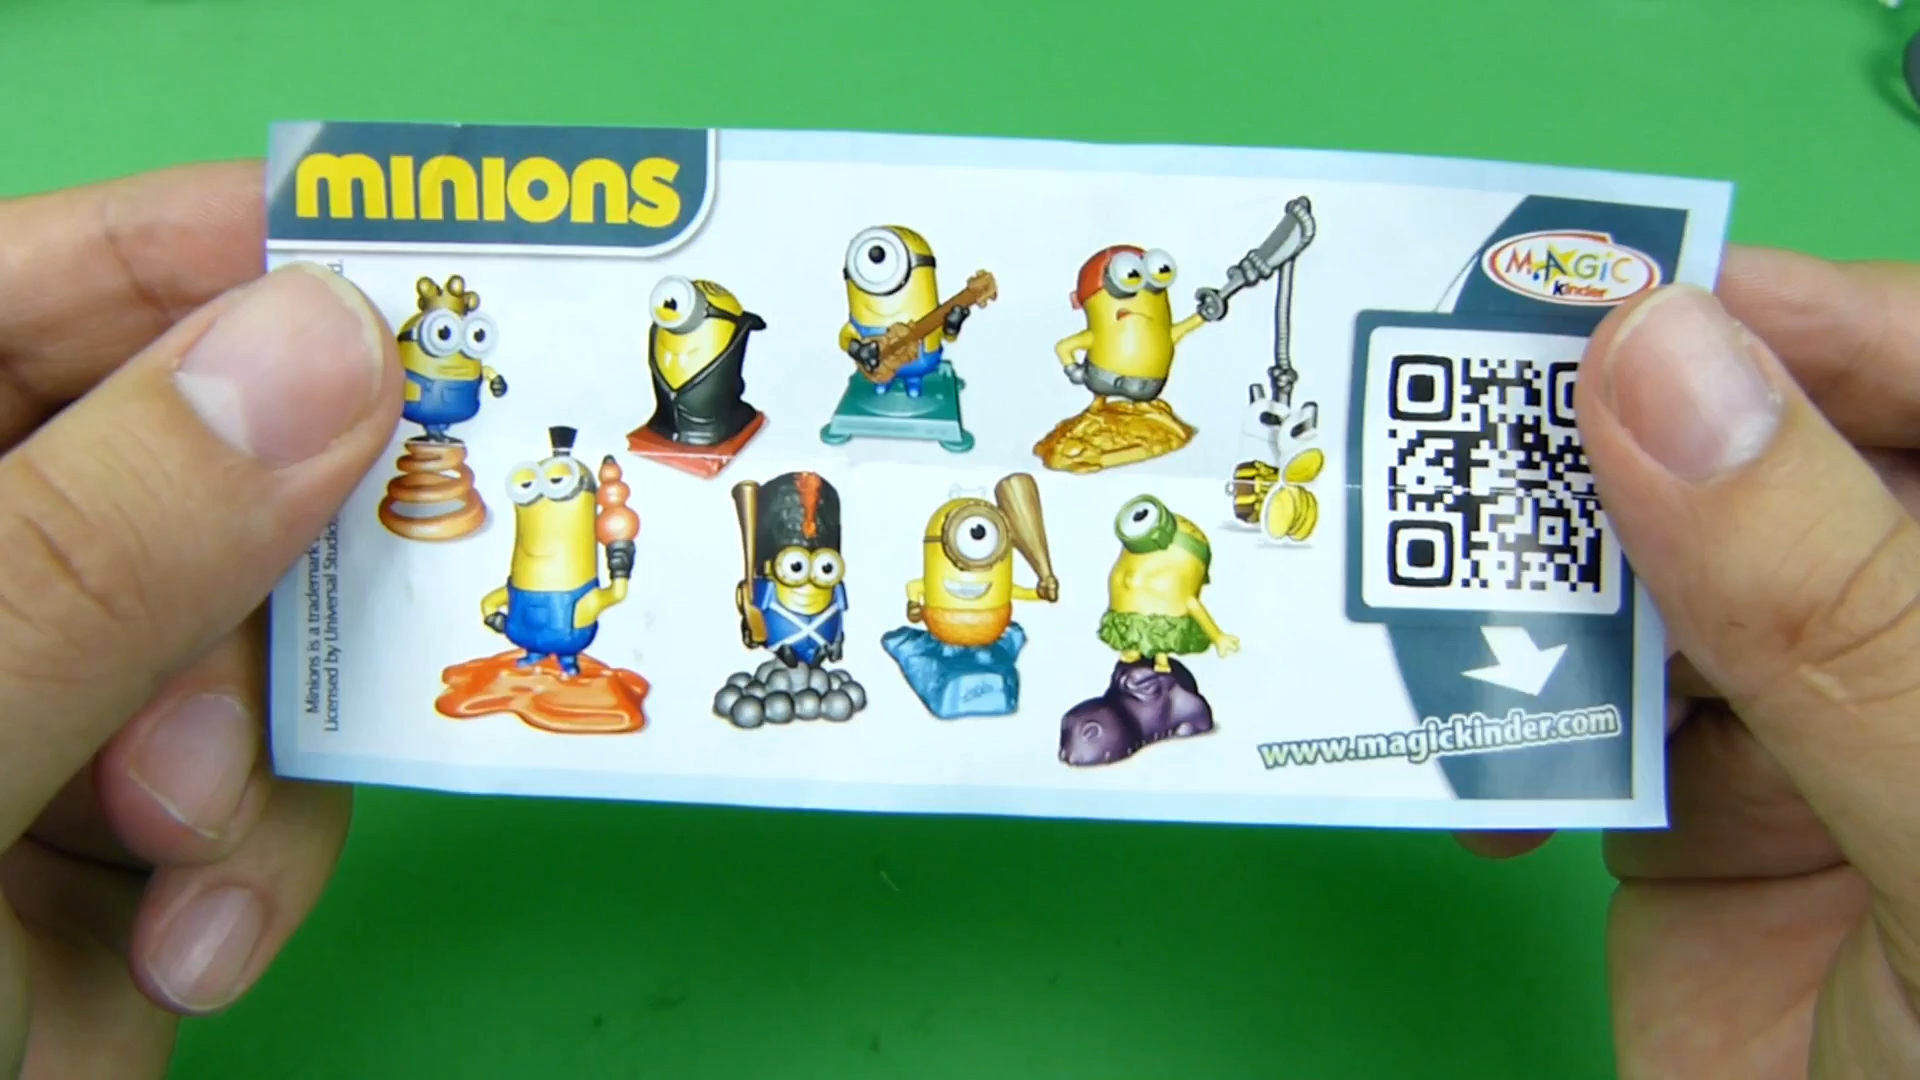 minions
MAGIC
kinder
Minions is a trademark
Licensed by Universal Studio
www.magickinder.com